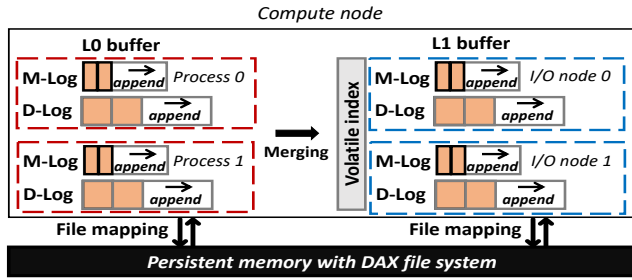 Compute node
L0 buffer
M-Log append Process 0
D-Log append
M-Log append Process 1
D-Log append
Merging
Volatile index
L1 buffer
M-Log append I/O node 0
D-Log append
M-Log append I/O node 1
D-Log append
File mapping
File mapping
Persistent memory with DAX file system